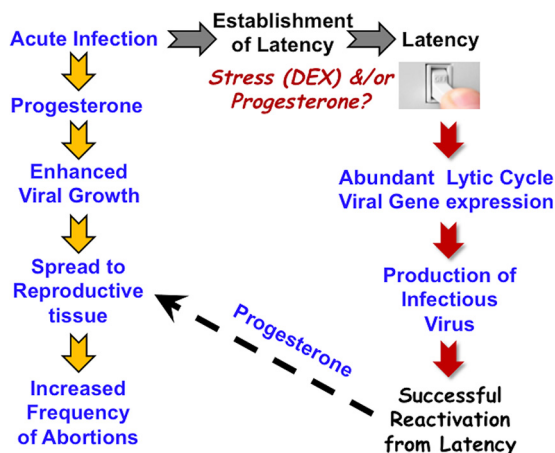 Acute Infection
Establishment
of Latency
Latency
Stress (DEX) &/or
Progesterone?
Progesterone
Enhanced
Viral Growth
Spread to
Reproductive
tissue
Increased
Frequency
of Abortions
Abundant Lytic Cycle
Viral Gene expression
Production of
Infectious
Virus
Successful
Reactivation
from Latency
Progesterone